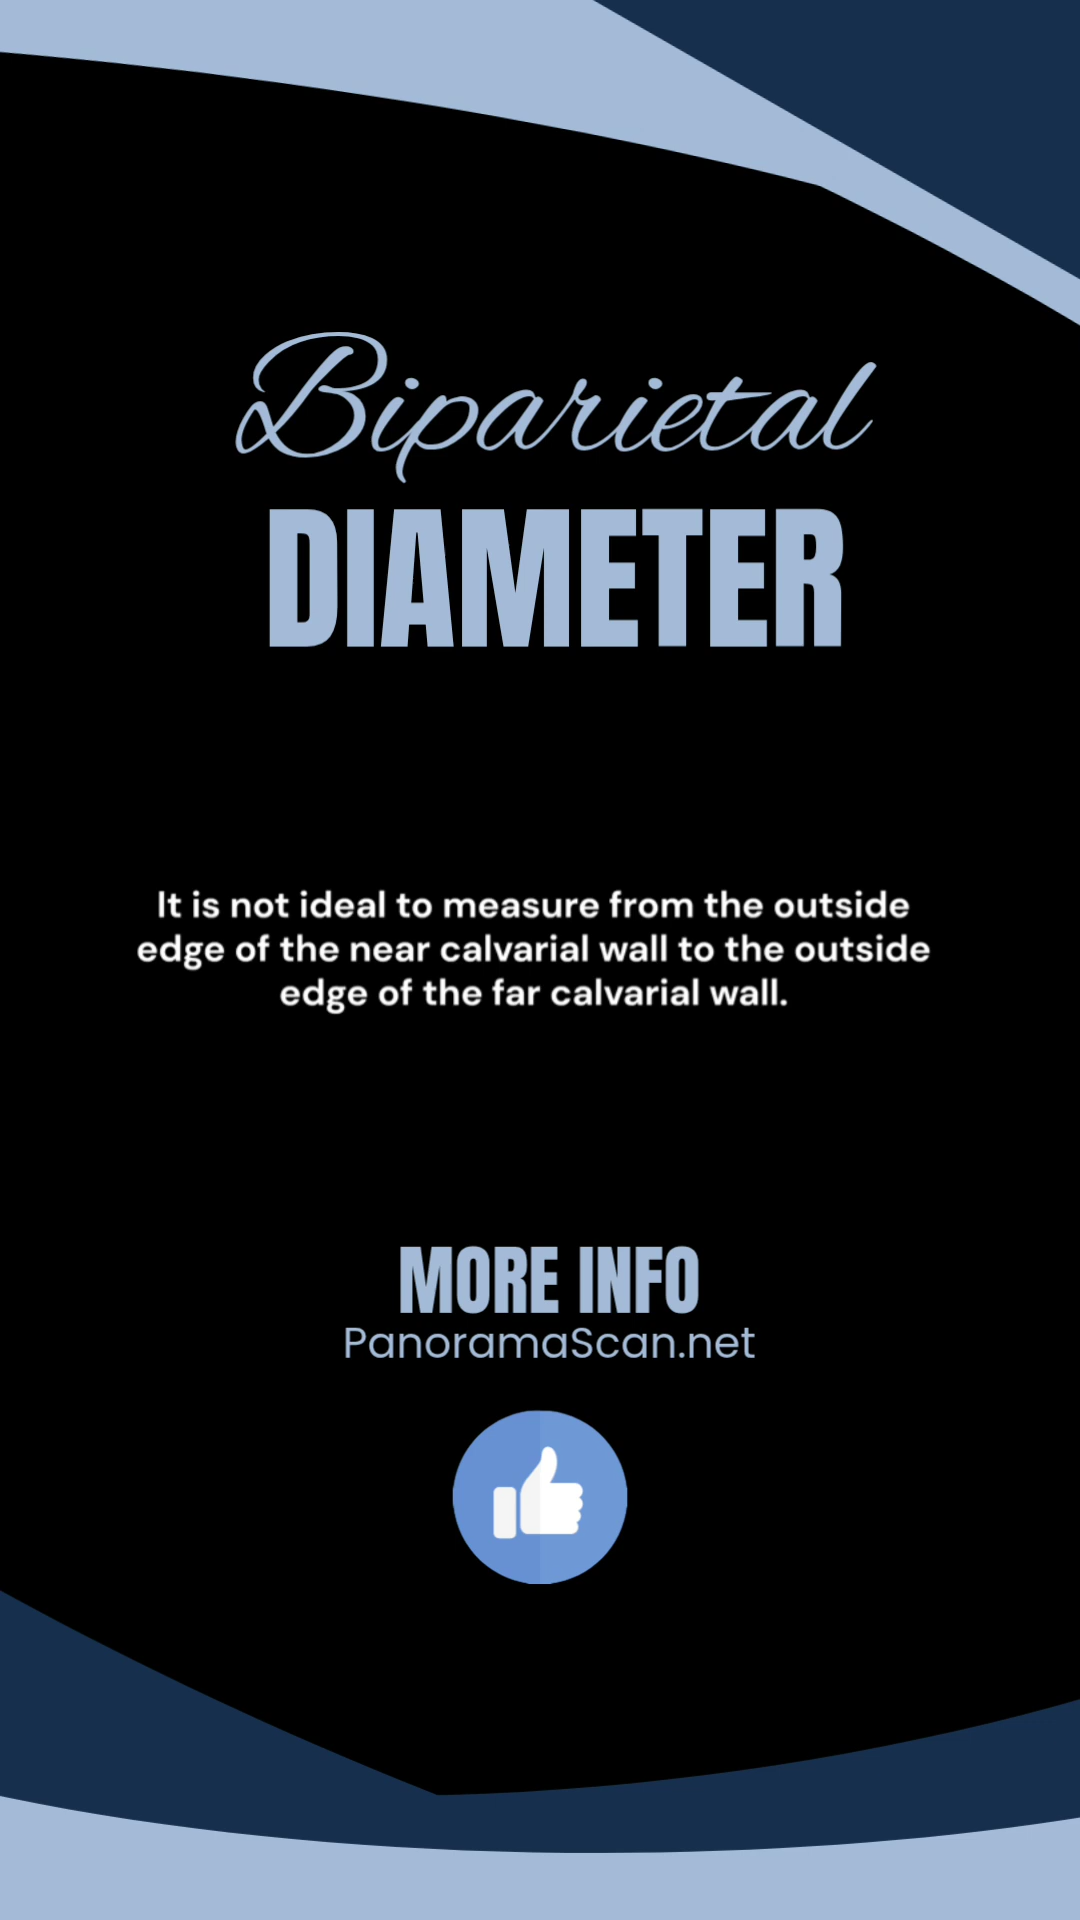 Biparietal
DIAMETER
It is not ideal to measure from the outside
edge of the near calvarial wall to the outside
edge of the far calvarial wall.
MORE INFO
PanoramaScan.net